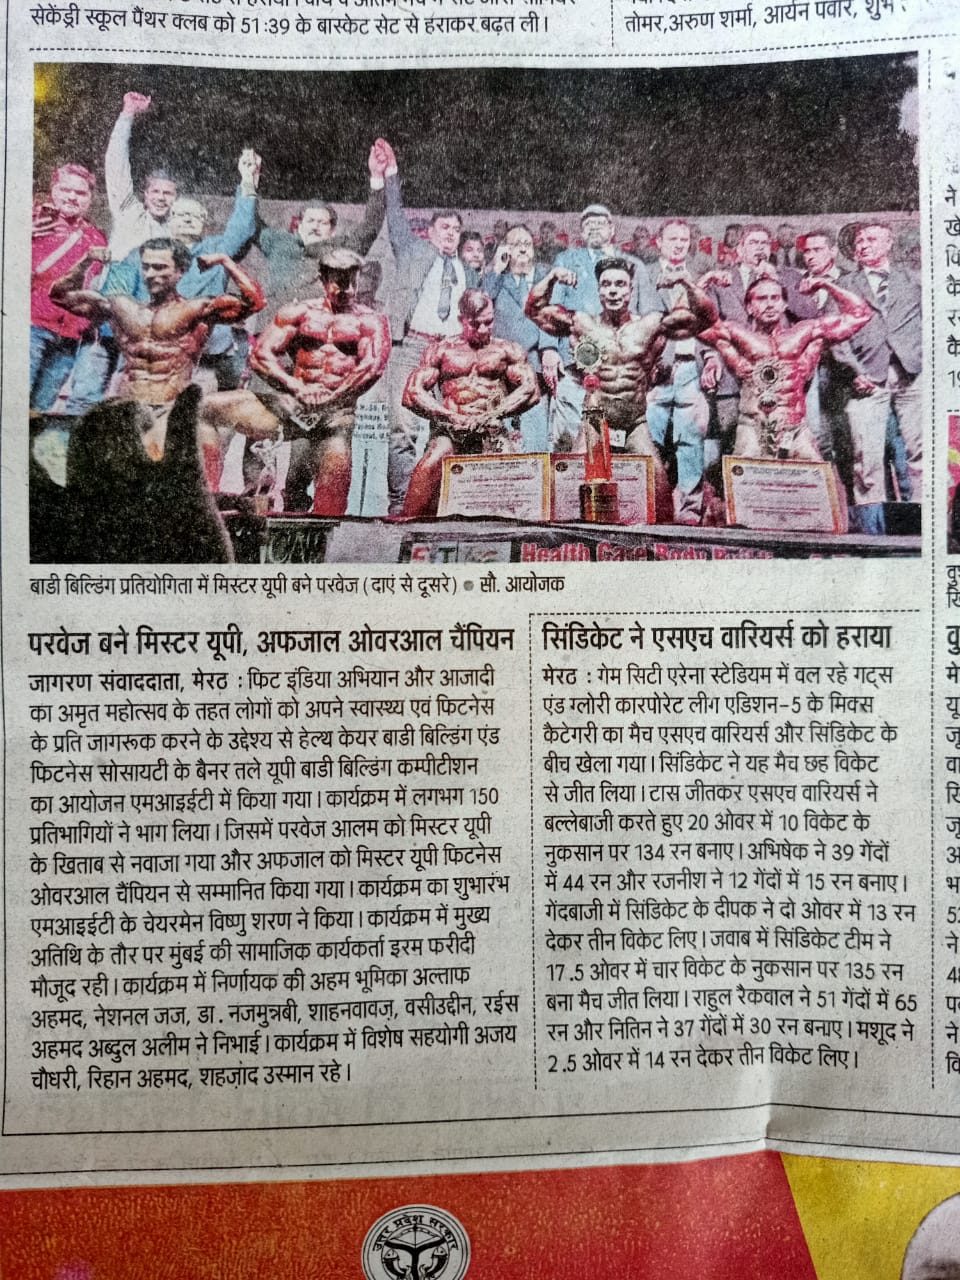 सेकेंड्री स्कूल पैंथर क्लब को 51:39 के बास्केट सेट से हराकर बढ़त ली।
तोमर,अरुण शर्मा, आर्यन पवार, शुभ
Health Care Body
बाडी बिल्डिंग प्रतियोगिता में मिस्टर यूपी बने परवेज (दाएं से दूसरे) ● सौ. आयोजक
परवेज बने मिस्टर यूपी, अफजाल ओवरआल चैंपियन
जागरण संवाददाता, मेरठ : फिट इंडिया अभियान और आजादी
का अमृत महोत्सव के तहत लोगों को अपने स्वास्थ्य एवं फिटनेस
के प्रति जागरूक करने के उद्देश्य से हेल्थ केयर बाडी बिल्डिंग एंड
फिटनेस सोसायटी के बैनर तले यूपी बाडी बिल्डिंग कम्पीटीशन
का आयोजन एमआइईटी में किया गया। कार्यक्रम में लगभग 150
प्रतिभागियों ने भाग लिया। जिसमें परवेज आलम को मिस्टर यूपी
के खिताब से नवाजा गया और अफजाल को मिस्टर यूपी फिटनेस
ओवरआल चैंपियन से सम्मानित किया गया। कार्यक्रम का शुभारंभ
एमआइईटी के चेयरमेन विष्णु शरण ने किया। कार्यक्रम में मुख्य
अतिथि के तौर पर मुंबई की सामाजिक कार्यकर्ता इरम फरीदी
मौजूद रही। कार्यक्रम में निर्णायक की अहम भूमिका अल्ताफ
अहमद, नेशनल जज, डा. नजमुन्नबी, शाहनवावज़, वसीउद्दीन, रईस
अहमद अब्दुल अलीम ने निभाई। कार्यक्रम में विशेष सहयोगी अजय
चौधरी, रिहान अहमद, शहज़ाद उस्मान रहे।
सिंडिकेट ने एसएच वारियर्स को हराया
मेरठ : गेम सिटी एरेना स्टेडियम में चल रहे गट्स
एंड ग्लोरी कारपोरेट लीग एडिशन-5 के मिक्स
कैटेगरी का मैच एसएच वारियर्स और सिंडिकेट के
बीच खेला गया। सिंडिकेट ने यह मैच छह विकेट
से जीत लिया। टास जीतकर एसएच वारियर्स ने
बल्लेबाजी करते हुए 20 ओवर में 10 विकेट के
नुकसान पर 134 रन बनाए। अभिषेक ने 39 गेंदों
में 44 रन और रजनीश ने 12 गेंदों में 15 रन बनाए।
गेंदबाजी में सिंडिकेट के दीपक ने दो ओवर में 13 रन
देकर तीन विकेट लिए। जवाब में सिंडिकेट टीम ने
17.5 ओवर में चार विकेट के नुकसान पर 135 रन
बना मैच जीत लिया। राहुल रैकवाल ने 51 गेंदों में 65
रन और नितिन ने 37 गेंदों में 30 रन बनाए। मशूद ने
2.5 ओवर में 14 रन देकर तीन विकेट लिए।
उत्तर प्रदेश सरकार